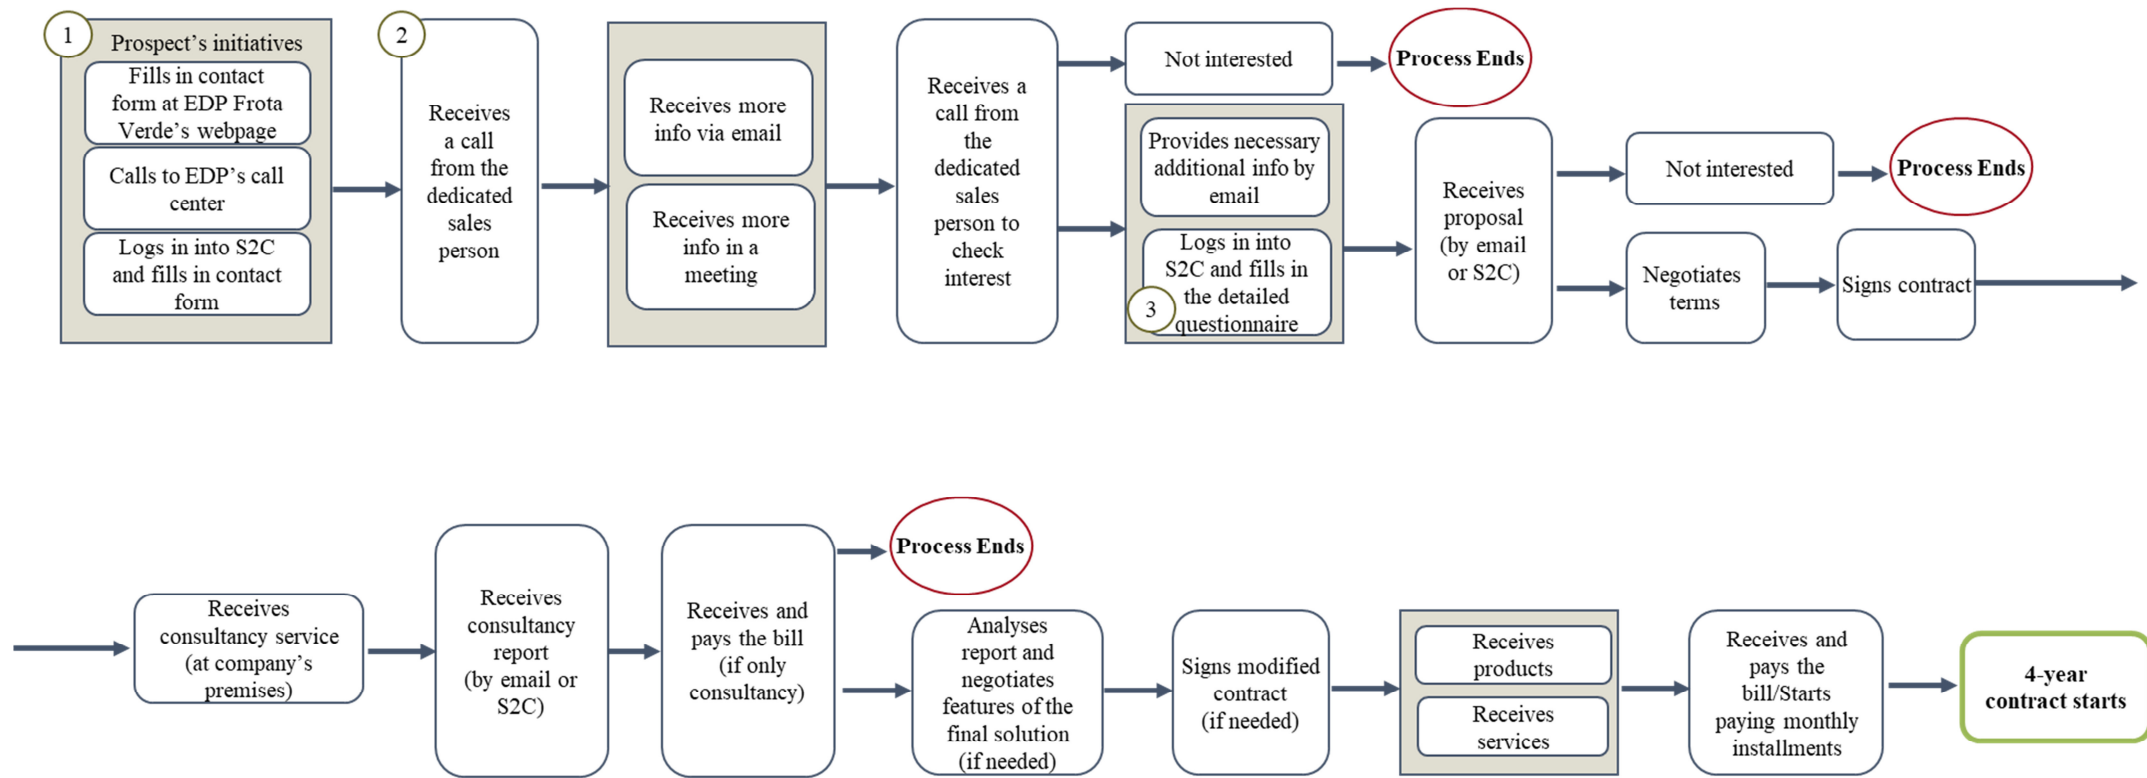 1
Prospect's initiatives
Fills in contact
form at EDP Frota
Verde's webpage
Calls to EDP's call
center
Logs in into S2C
and fills in contact
form
2
Receives
a call
from the
dedicated
sales
person
Receives more
info via email
Receives more
info in a
meeting
Receives a
call from
the
dedicated
sales
person to
check
interest
Not interested
Process Ends
Provides necessary
additional info by
email
Logs in into
S2C and fills in
the detailed
questionnaire
3
Receives
proposal
(by email
or S2C)
Not interested
Process Ends
Negotiates
terms
Signs contract
Receives
consultancy service
(at company's
premises)
Receives
consultancy
report
(by email or
S2C)
Receives and
pays the bill
(if only
consultancy)
Process Ends
Analyses
report and
negotiates
features of the
final solution
(if needed)
Signs modified
contract
(if needed)
Receives
products
Receives
services
Receives and
pays the
bill/Starts
paying monthly
installments
4-year
contract starts